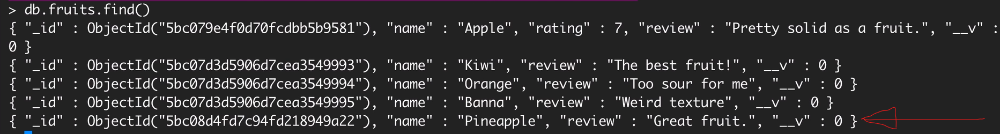 > db.fruits.find()
{ "_id" : ObjectId("5bc079e4f0d70fcdbb5b9581"), "name" : "Apple", "rating" : 7, "review" : "Pretty solid as a fruit.", "__v" :
0 }
{ "_id" : ObjectId("5bc07d3d5906d7cea3549993"), "name" : "Kiwi", "review" : "The best fruit!", "__v" : 0 }
{ "_id" : ObjectId("5bc07d3d5906d7cea3549994"), "name" : "Orange", "review" : "Too sour for me", "__v" : 0 }
{ "_id" : ObjectId("5bc07d3d5906d7cea3549995"), "name" : "Banna", "review" : "Weird texture", "__v" : 0 }
{ "_id" : ObjectId("5bc08d4fd7c94fd218949a22"), "name" : "Pineapple", "review" : "Great fruit.", "__v" : 0 }